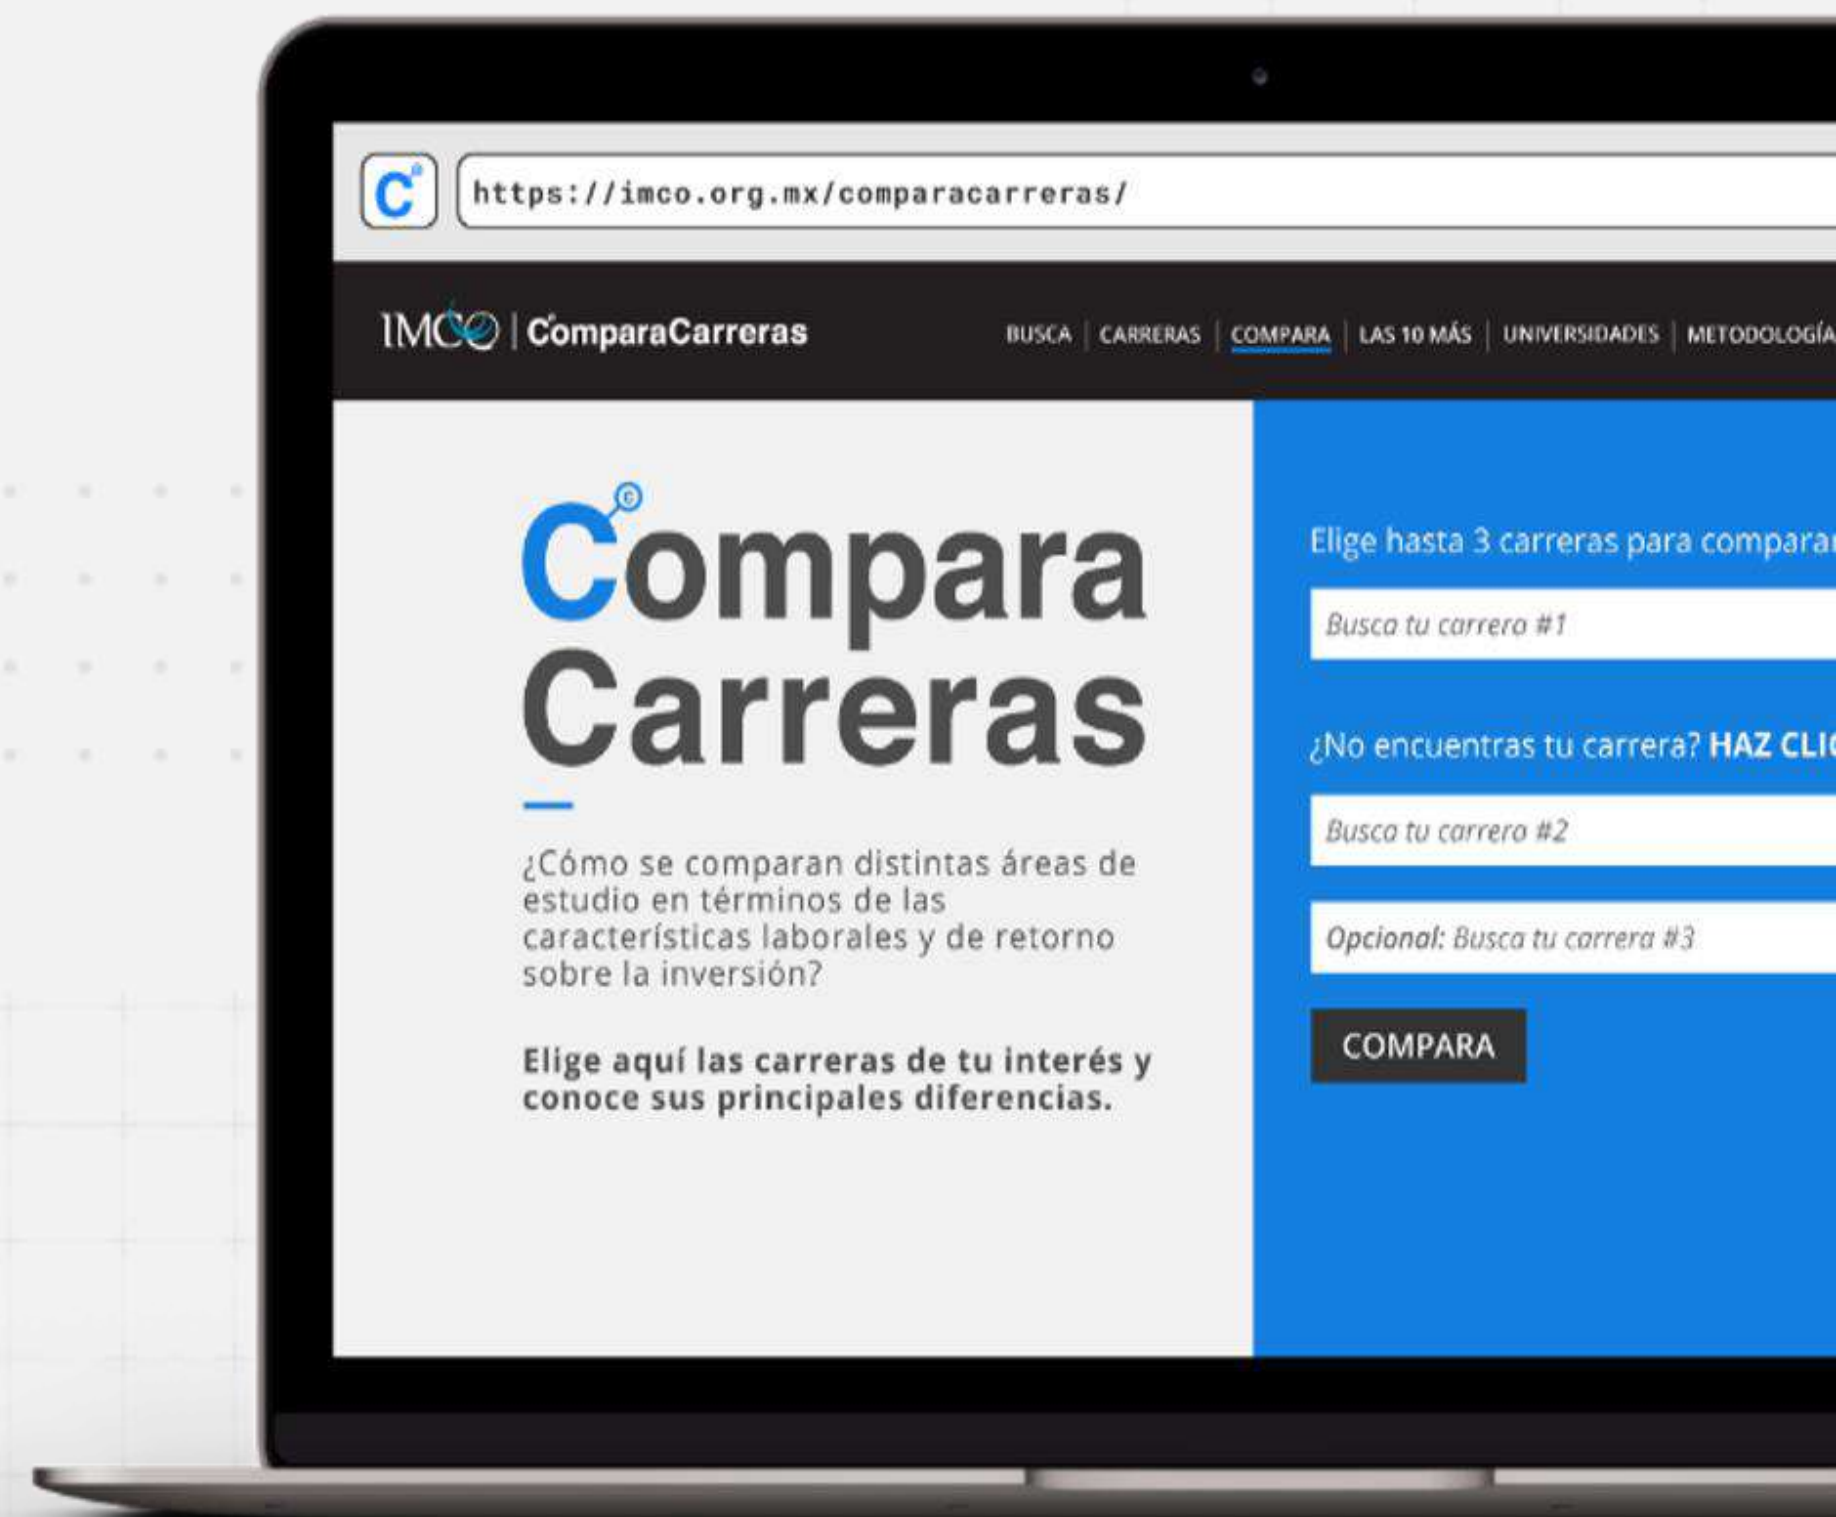 https://imco.org.mx/comparacarreras/
IMCO | ComparaCarreras
BUSCA | CARRERAS | COMPARA | LAS 10 MÁS | UNIVERSIDADES | METODOLOGÍA
Compara
Carreras
¿Cómo se comparan distintas áreas de
estudio en términos de las
características laborales y de retorno
sobre la inversión?
Elige aquí las carreras de tu interés y
conoce sus principales diferencias.
Elige hasta 3 carreras para comparar
Busca tu carrera #1
¿No encuentras tu carrera? HAZ CLIC
Busca tu carrera #2
Opcional: Busca tu carrera #3
COMPARA